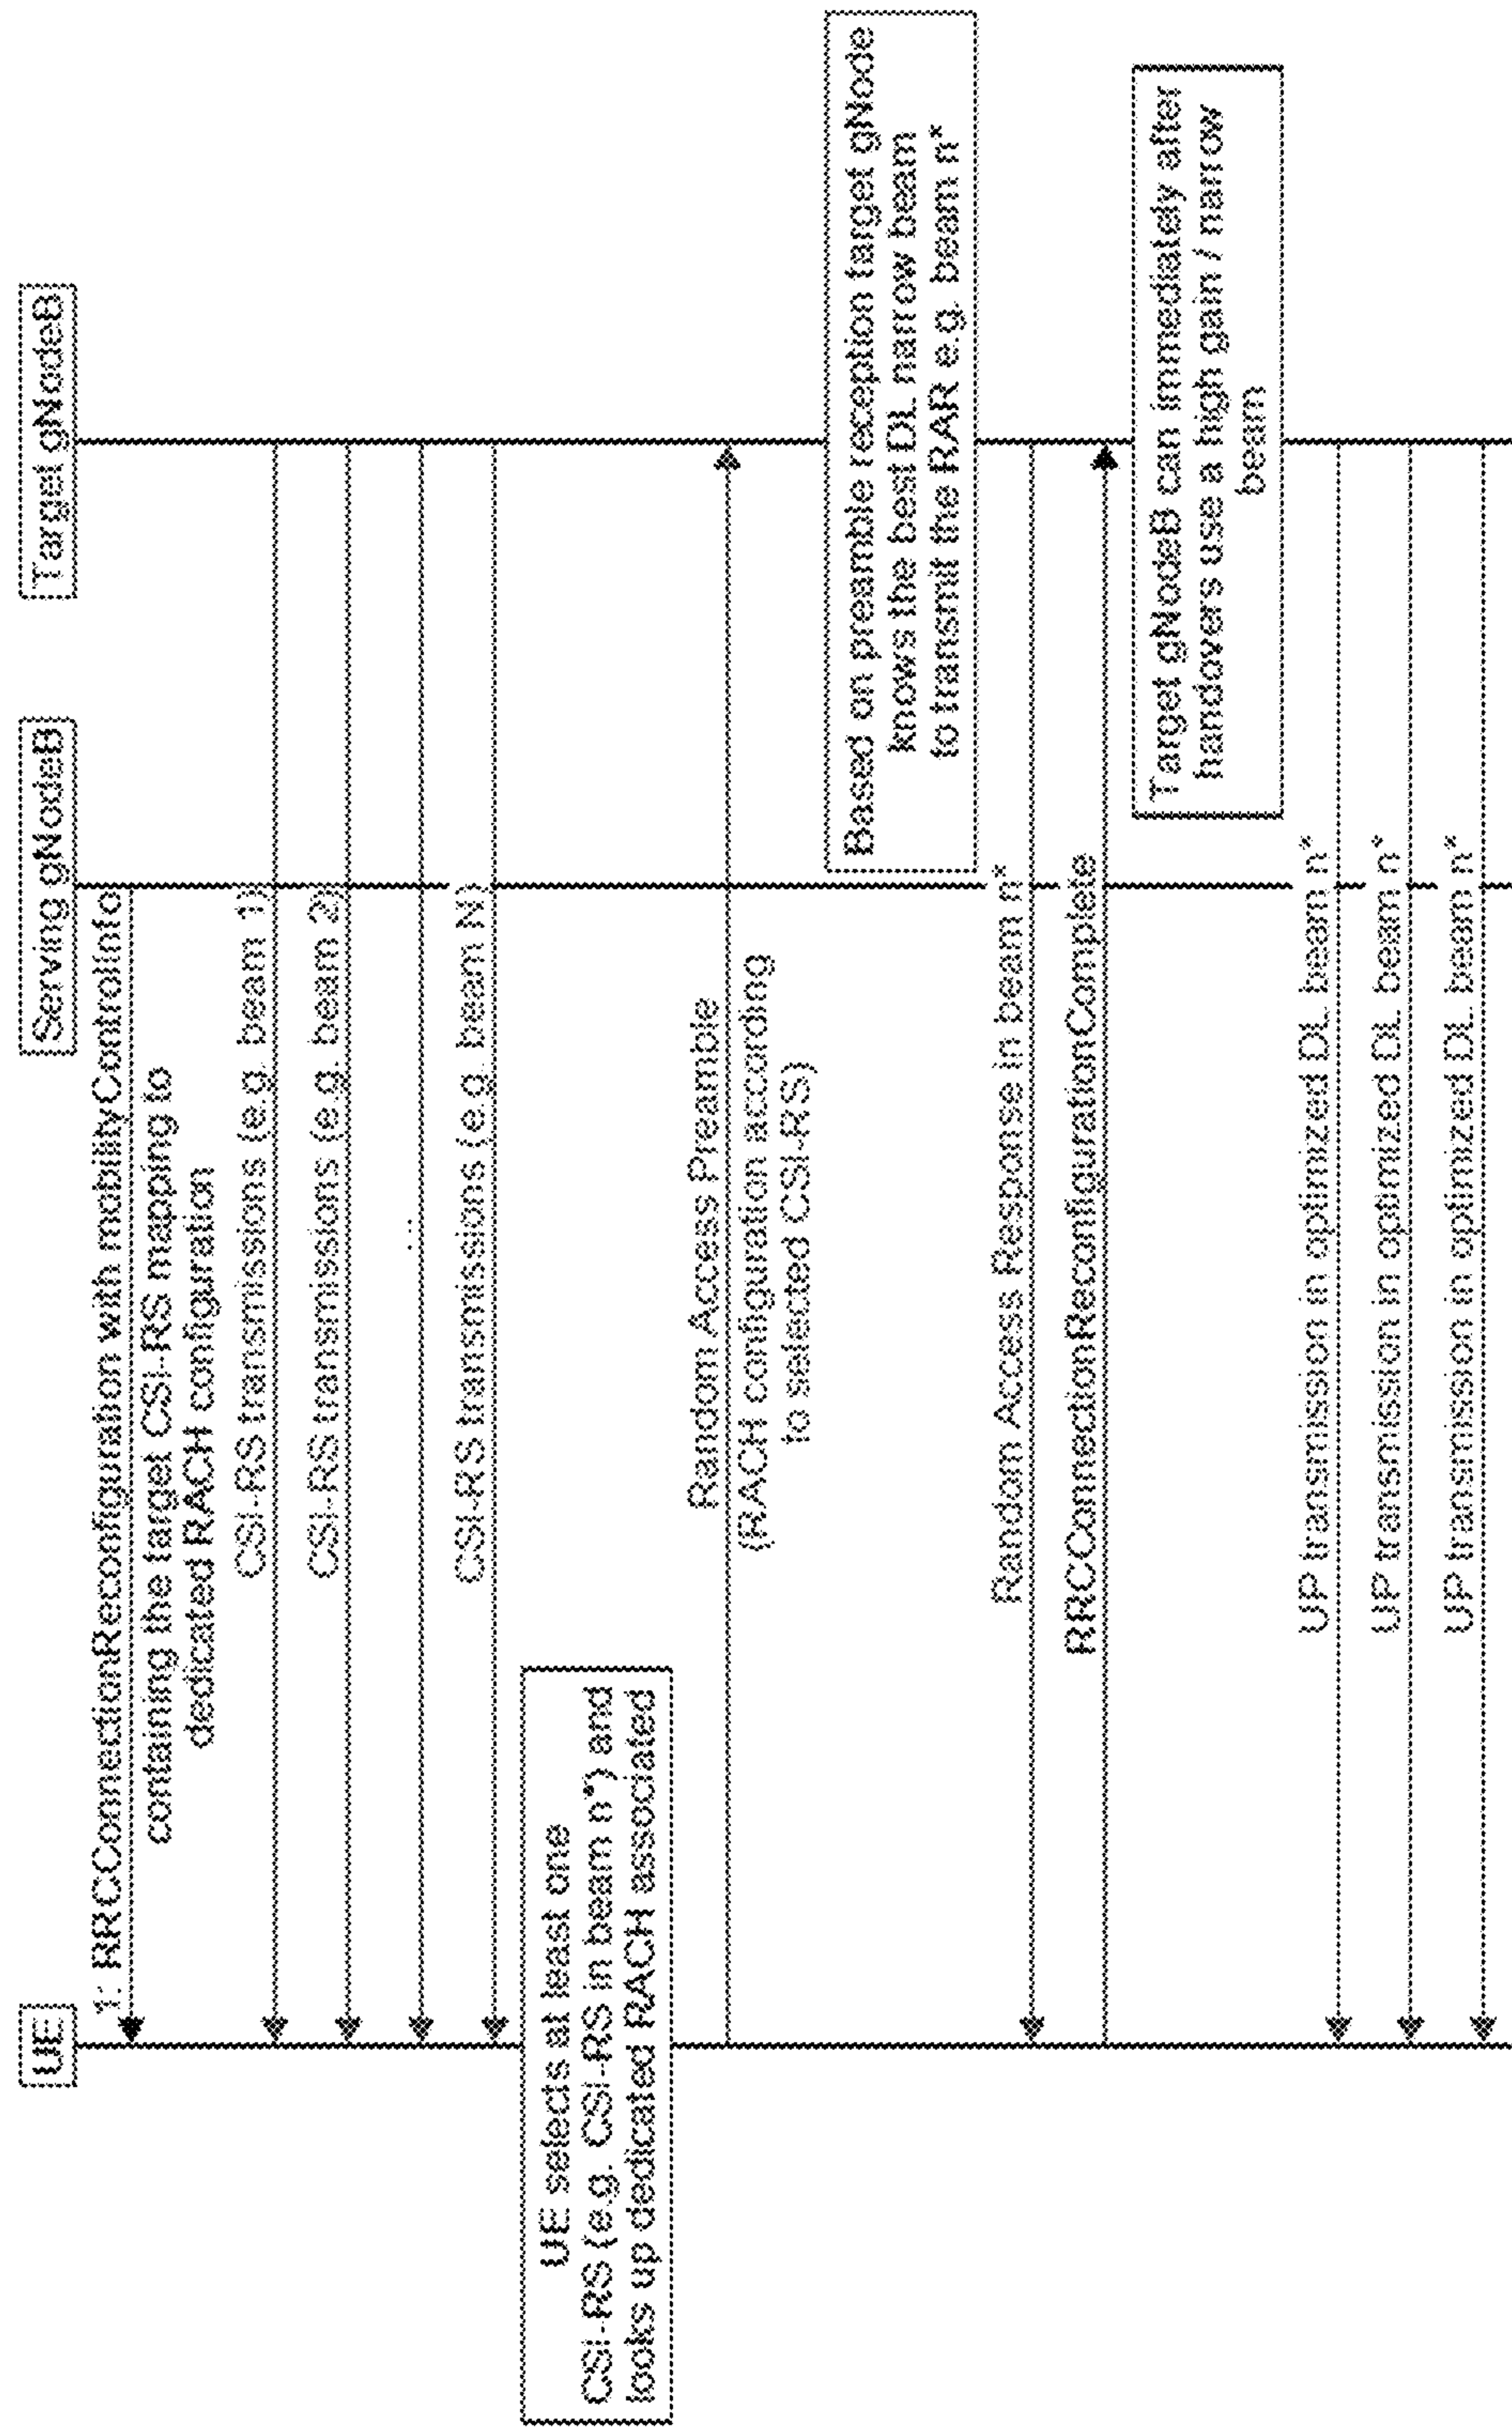 UE
Serving gNodeB
Target gNodeB
1: RRCConnectionReconfiguration with mobilityControlInfo
containing the target CSI-RS mapping to
dedicated RACH configuration
CSI-RS transmissions (e.g. beam 1)
CSI-RS transmissions (e.g. beam 2)
...
CSI-RS transmissions (e.g. beam N)
UE selects at least one
CSI-RS (e.g. CSI-RS in beam n*) and
looks up dedicated RACH associated
Random Access Preamble
(RACH configuration according
to selected CSI-RS)
Based on preamble reception target gNode
knows the best DL narrow beam
to transmit the RAR e.g. beam n*
Random Access Response in beam n*
RRCConnectionReconfigurationComplete
Target gNodeB can immediately after
handovers use a high gain / narrow
beam
UP transmission in optimized DL beam n*
UP transmission in optimized DL beam n*
UP transmission in optimized DL beam n*